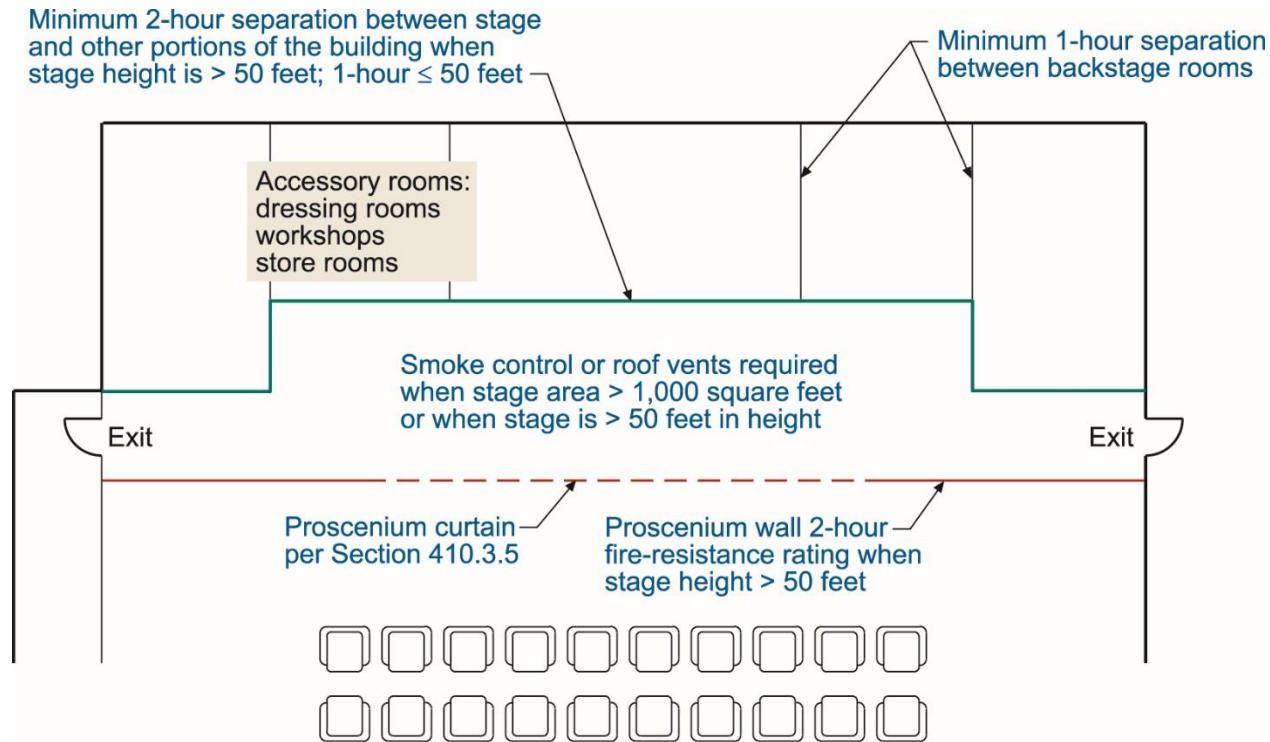 Minimum 2-hour separation between stage
and other portions of the building when
stage height is > 50 feet; 1-hour ≤ 50 feet
Minimum 1-hour separation
between backstage rooms
Accessory rooms:
dressing rooms
workshops
store rooms
Smoke control or roof vents required
when stage area > 1,000 square feet
or when stage is > 50 feet in height
Exit
Exit
Proscenium curtain
per Section 410.3.5
Proscenium wall 2-hour
fire-resistance rating when
stage height > 50 feet